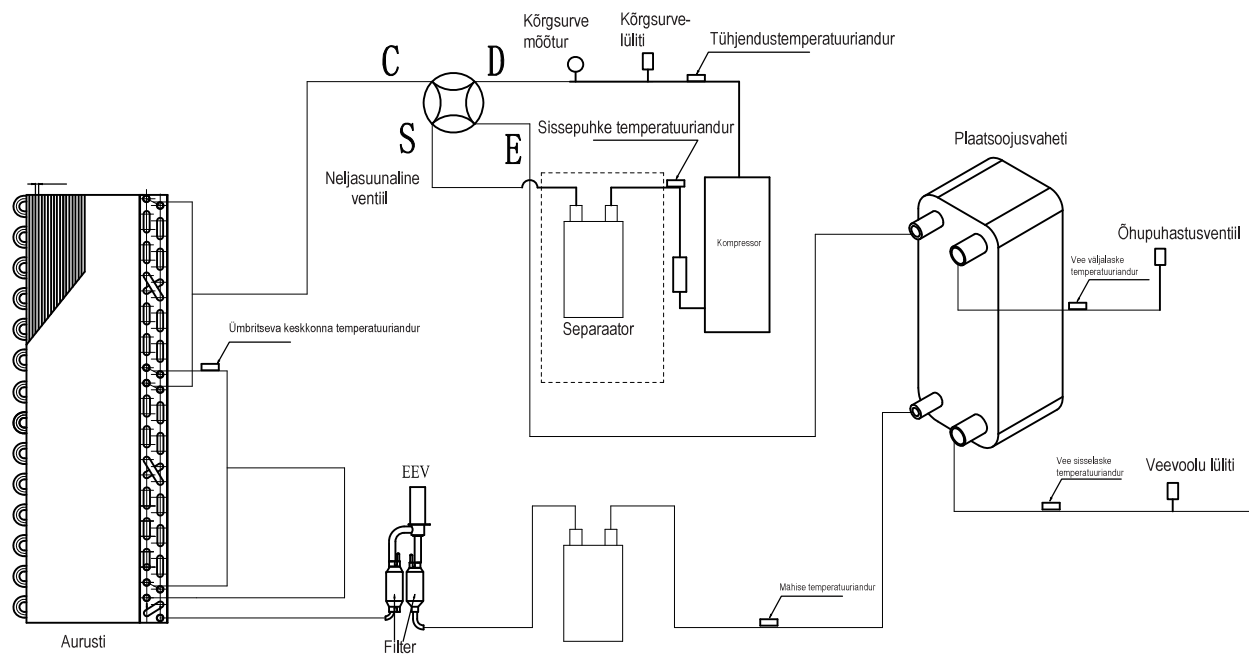 Kõrgsurve
mõõtur
Kõrgsurve-
lüliti
Tühjendustemperatuuriandur
C
D
S
E
Sissepuhke temperatuuriandur
Neljasuunaline
ventiil
Kompressor
Separaator
Plaatsoojusvaheti
Õhupuhastusventiil
Vee väljalaske
temperatuuriandur
Ümbritseva keskkonna temperatuuriandur
EEV
Vee sisselaske
temperatuuriandur
Veevoolu lüliti
Mähise temperatuuriandur
Aurusti
Filter